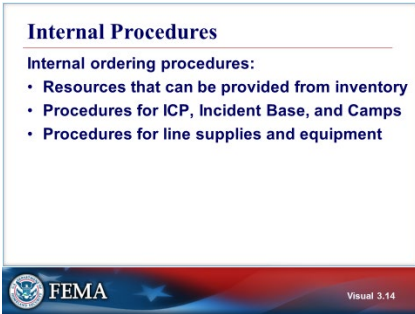 Internal Procedures
Internal ordering procedures:
• Resources that can be provided from inventory
• Procedures for ICP, Incident Base, and Camps
• Procedures for line supplies and equipment
FEMA
Visual 3.14